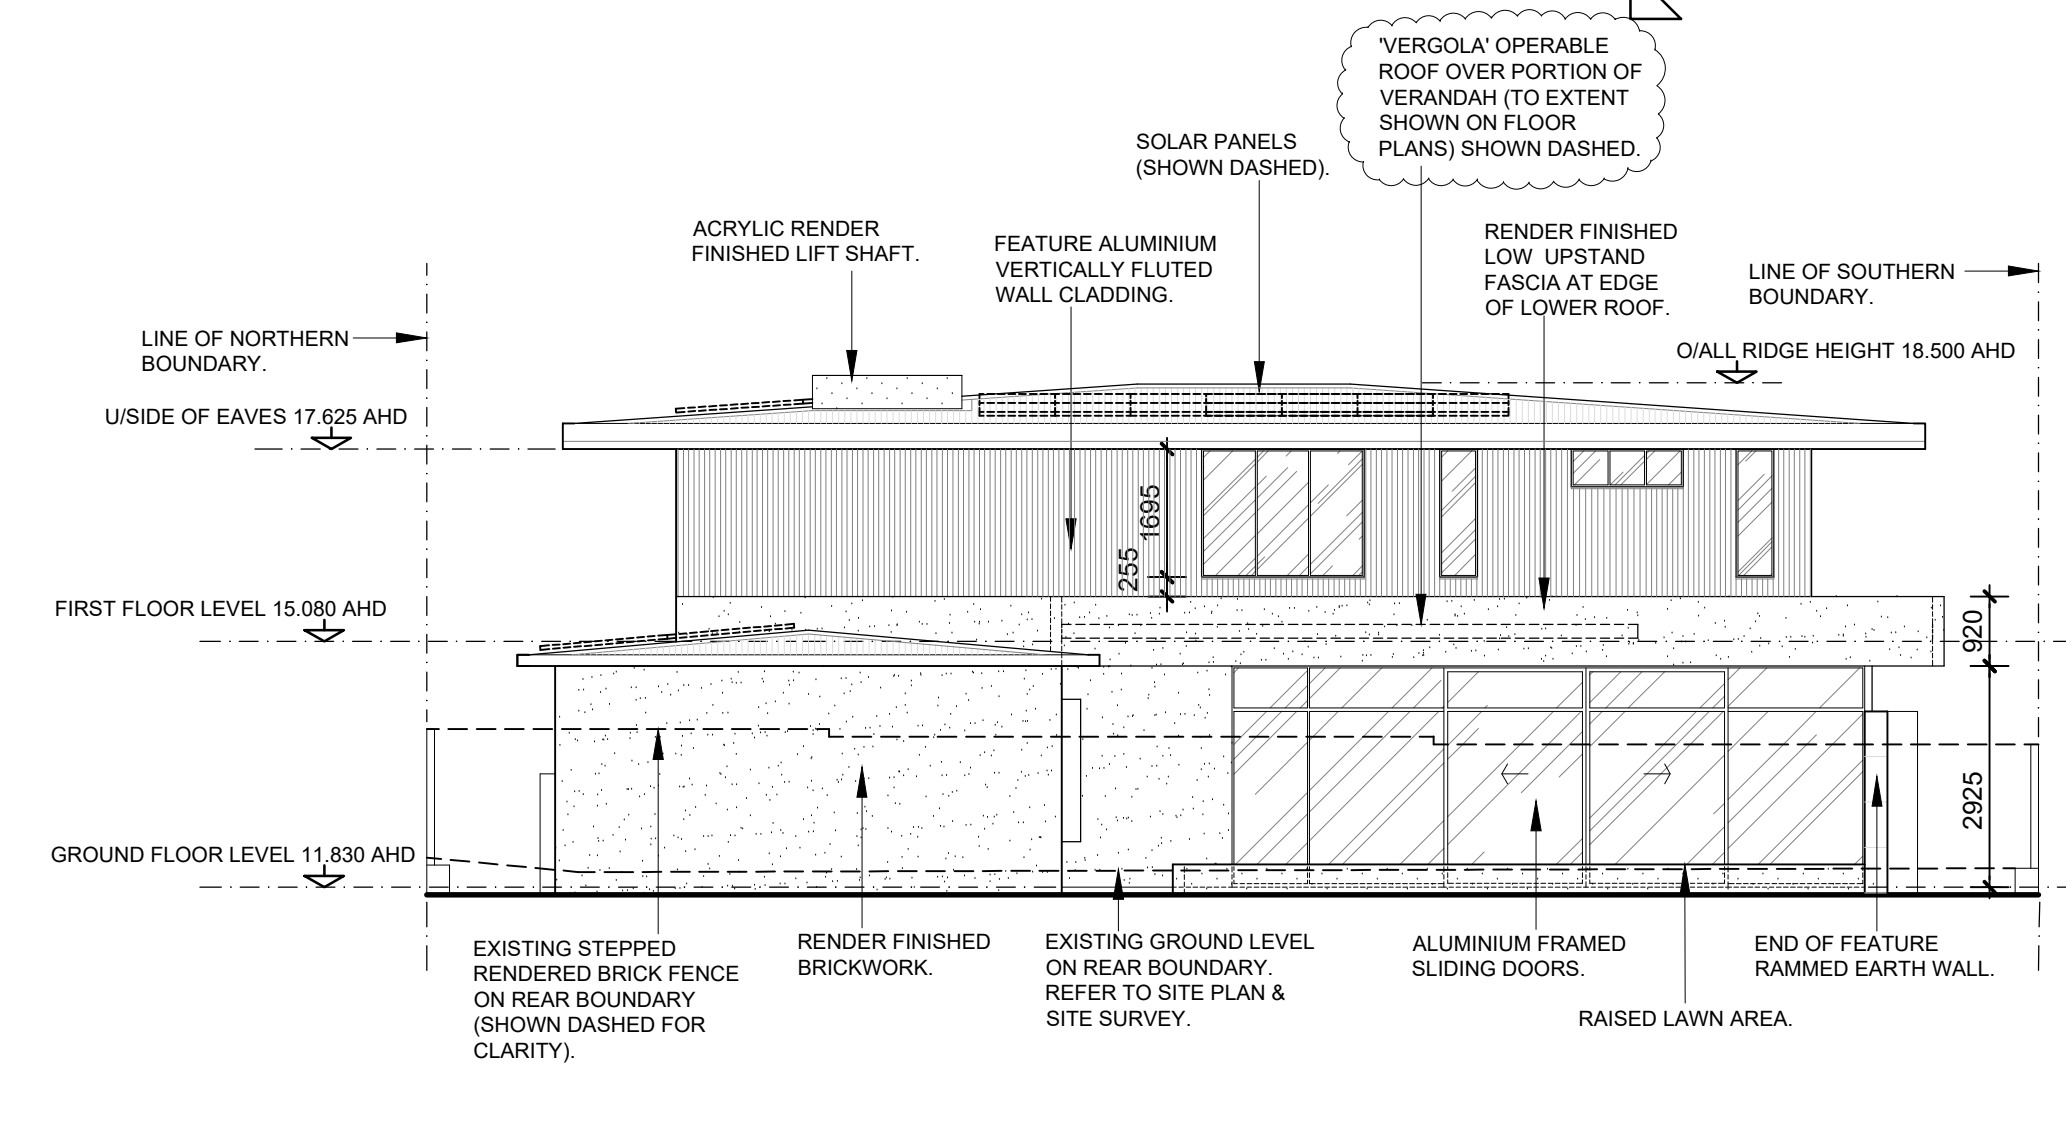 'VERGOLA' OPERABLE
ROOF OVER PORTION OF
VERANDAH (TO EXTENT
SHOWN ON FLOOR
PLANS) SHOWN DASHED.
SOLAR PANELS
(SHOWN DASHED).
ACRYLIC RENDER
FINISHED LIFT SHAFT.
FEATURE ALUMINIUM
VERTICALLY FLUTED
WALL CLADDING.
RENDER FINISHED
LOW UPSTAND
FASCIA AT EDGE
OF LOWER ROOF.
LINE OF SOUTHERN
BOUNDARY.
LINE OF NORTHERN
BOUNDARY.
O/ALL RIDGE HEIGHT 18.500 AHD
U/SIDE OF EAVES 17.625 AHD
1695
255
FIRST FLOOR LEVEL 15.080 AHD
920
2925
GROUND FLOOR LEVEL 11.830 AHD
EXISTING STEPPED
RENDERED BRICK FENCE
ON REAR BOUNDARY
(SHOWN DASHED FOR
CLARITY).
RENDER FINISHED
BRICKWORK.
EXISTING GROUND LEVEL
ON REAR BOUNDARY.
REFER TO SITE PLAN &
SITE SURVEY.
ALUMINIUM FRAMED
SLIDING DOORS.
RAISED LAWN AREA.
END OF FEATURE
RAMMED EARTH WALL.